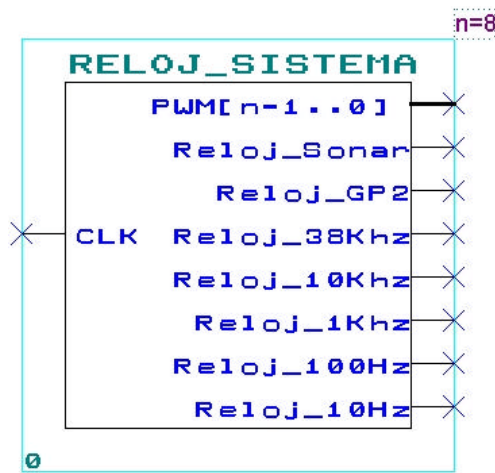 n=8
RELOJ_SISTEMA
PWM[n-1..0]
Reloj_Sonar
Reloj_GP2
CLK Reloj_38Khz
Reloj_10Khz
Reloj_1Khz
Reloj_100Hz
Reloj_10Hz
0